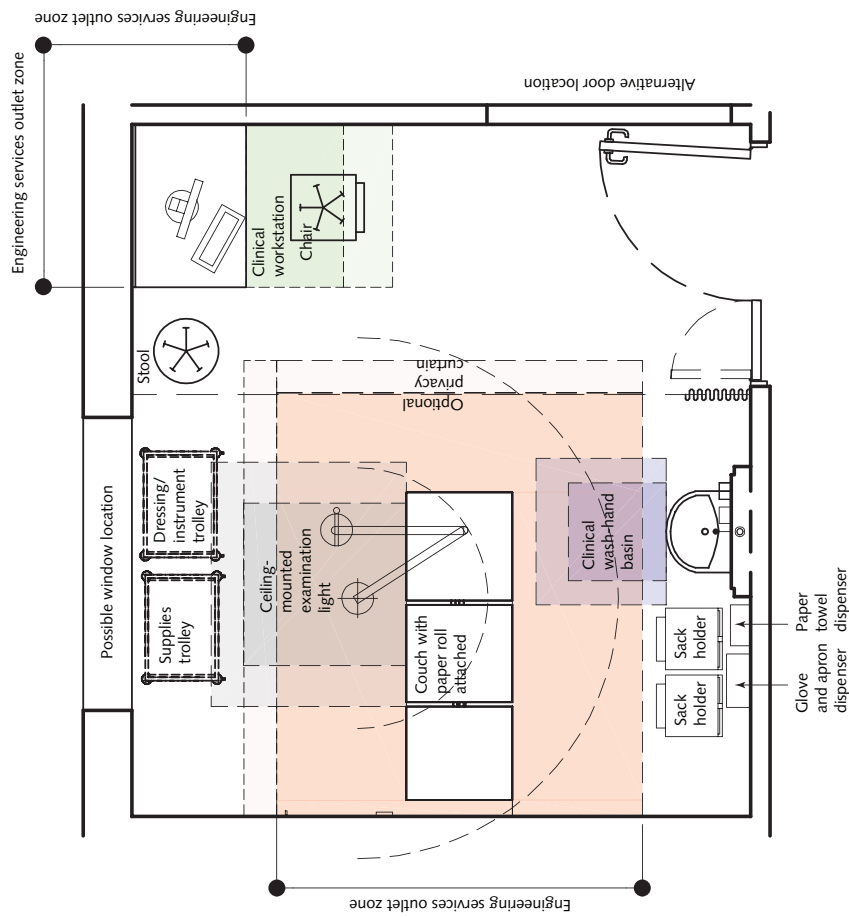 Engineering services outlet zone
Engineering services outlet zone
Alternative door location
Clinical
workstation
Chair
Stool
Optional
privacy
curtain
Possible window location
Dressing/
instrument
trolley
Supplies
trolley
Ceiling-
mounted
examination
light
Couch with
paper roll
attached
Clinical
wash-hand
basin
Sack
holder
Sack
holder
Paper
towel
dispenser
Glove
and apron
dispenser
Engineering services outlet zone